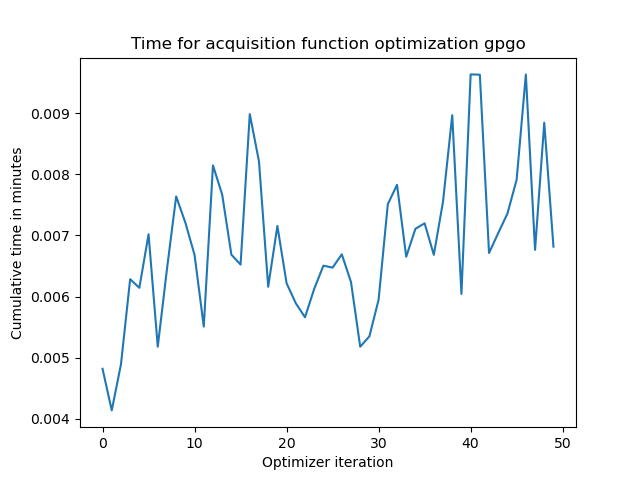 Time for acquisition function optimization gpgo
Cumulative time in minutes
0.009
0.008
0.007
0.006
0.005
0.004
0 10 20 30 40 50
Optimizer iteration